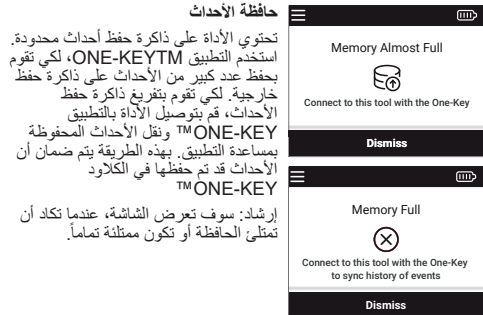 حافظة الأحداث
تحتوي الأداة على ذاكرة حفظ أحداث محدودة.
استخدم التطبيق ONE-KEYTM، لكي تقوم
بحفظ عدد كبير من الأحداث على ذاكرة حفظ
خارجية. لكي تقوم بتفريغ ذاكرة حفظ
الأحداث، قم بتوصيل الأداة بالتطبيق
ONE-KEY™ ونقل الأحداث المحفوظة
بمساعدة التطبيق. بهذه الطريقة يتم ضمان أن
الأحداث قد تم حفظها في الكلاود
ONE-KEY™
إرشاد: سوف تعرض الشاشة، عندما تكاد أن
تمتلئ الحافظة أو تكون ممتلئة تماماً.
Memory Almost Full
Connect to this tool with the One-Key
Dismiss
Memory Full
Connect to this tool with the One-Key
to sync history of events
Dismiss